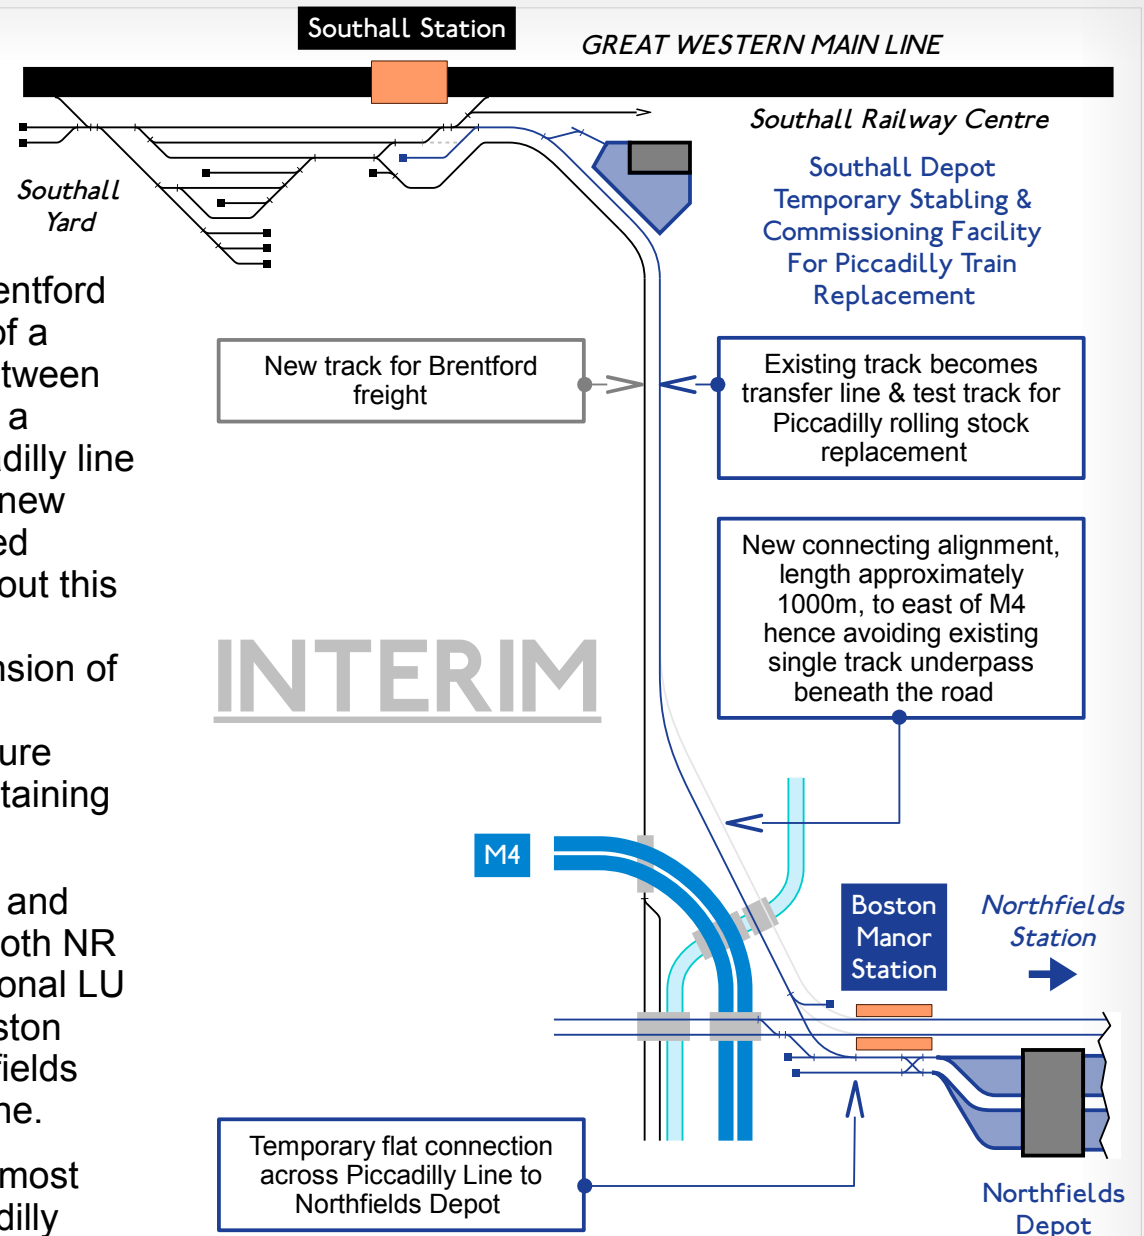 Southall Station
GREAT WESTERN MAIN LINE
Southall Railway Centre
Southall Depot
Temporary Stabling &
Commissioning Facility
For Piccadilly Train
Replacement
Southall
Yard
entford
of a
tween
a
adilly line
new
ed
out this
nsion of
ure
taining
and
oth NR
onal LU
ston
fields
ne.
most
dilly
New track for Brentford
freight
Existing track becomes
transfer line & test track for
Piccadilly rolling stock
replacement
New connecting alignment,
length approximately
1000m, to east of M4
hence avoiding existing
single track underpass
beneath the road
INTERIM
M4
Boston
Manor
Station
Northfields
Station
Temporary flat connection
across Piccadilly Line to
Northfields Depot
Northfields
Depot